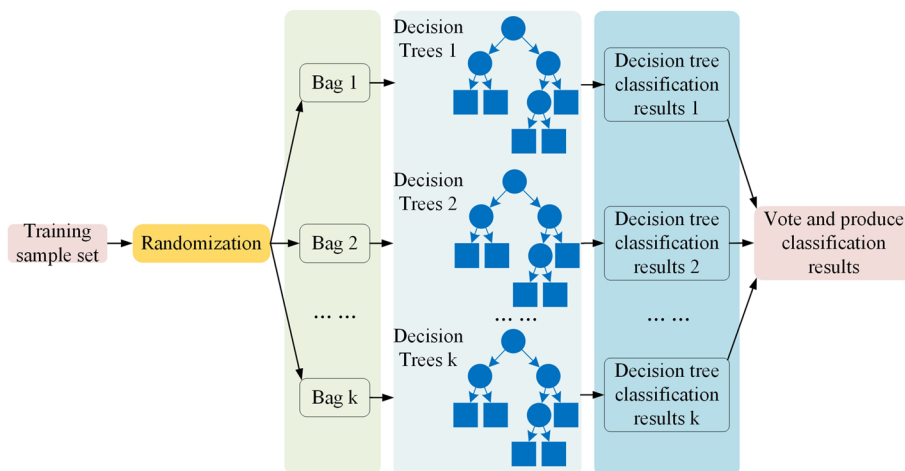 Training
sample set
Randomization
Bag 1
Bag 2
... ...
Bag k
Decision
Trees 1
Decision
Trees 2
... ...
Decision
Trees k
Decision tree
classification
results 1
Decision tree
classification
results 2
... ...
Decision tree
classification
results k
Vote and produce
classification
results